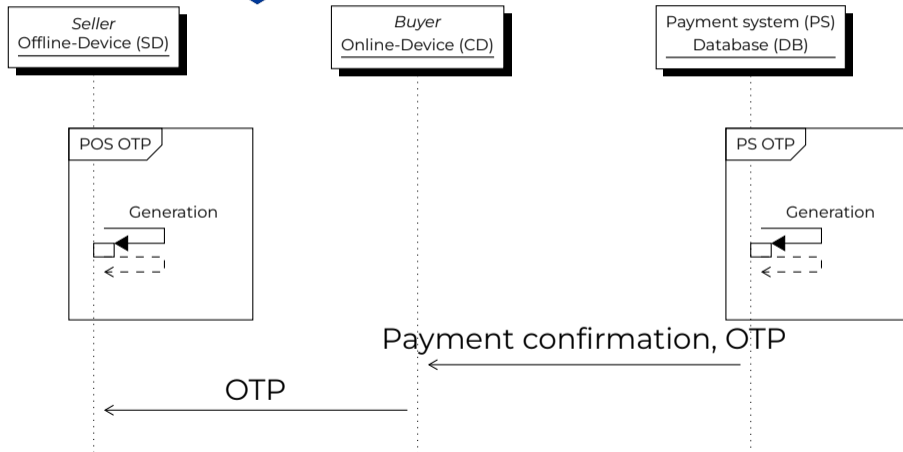 Seller
Offline-Device (SD)
Buyer
Online-Device (CD)
Payment system (PS)
Database (DB)
POS OTP
Generation
PS OTP
Generation
Payment confirmation, OTP
OTP